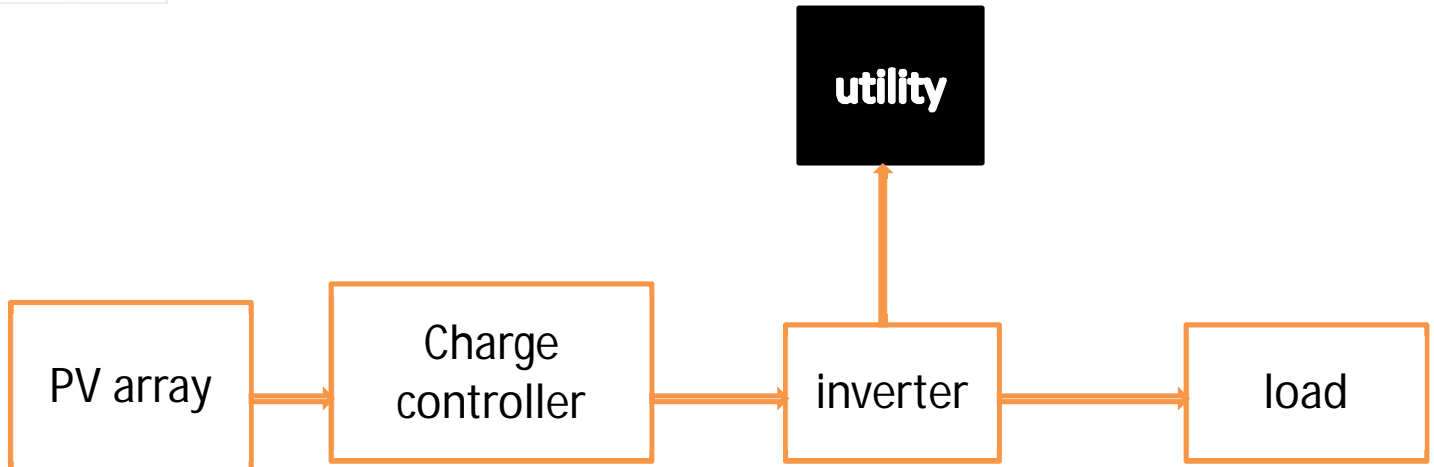 utility
PV array
Charge
controller
inverter
load